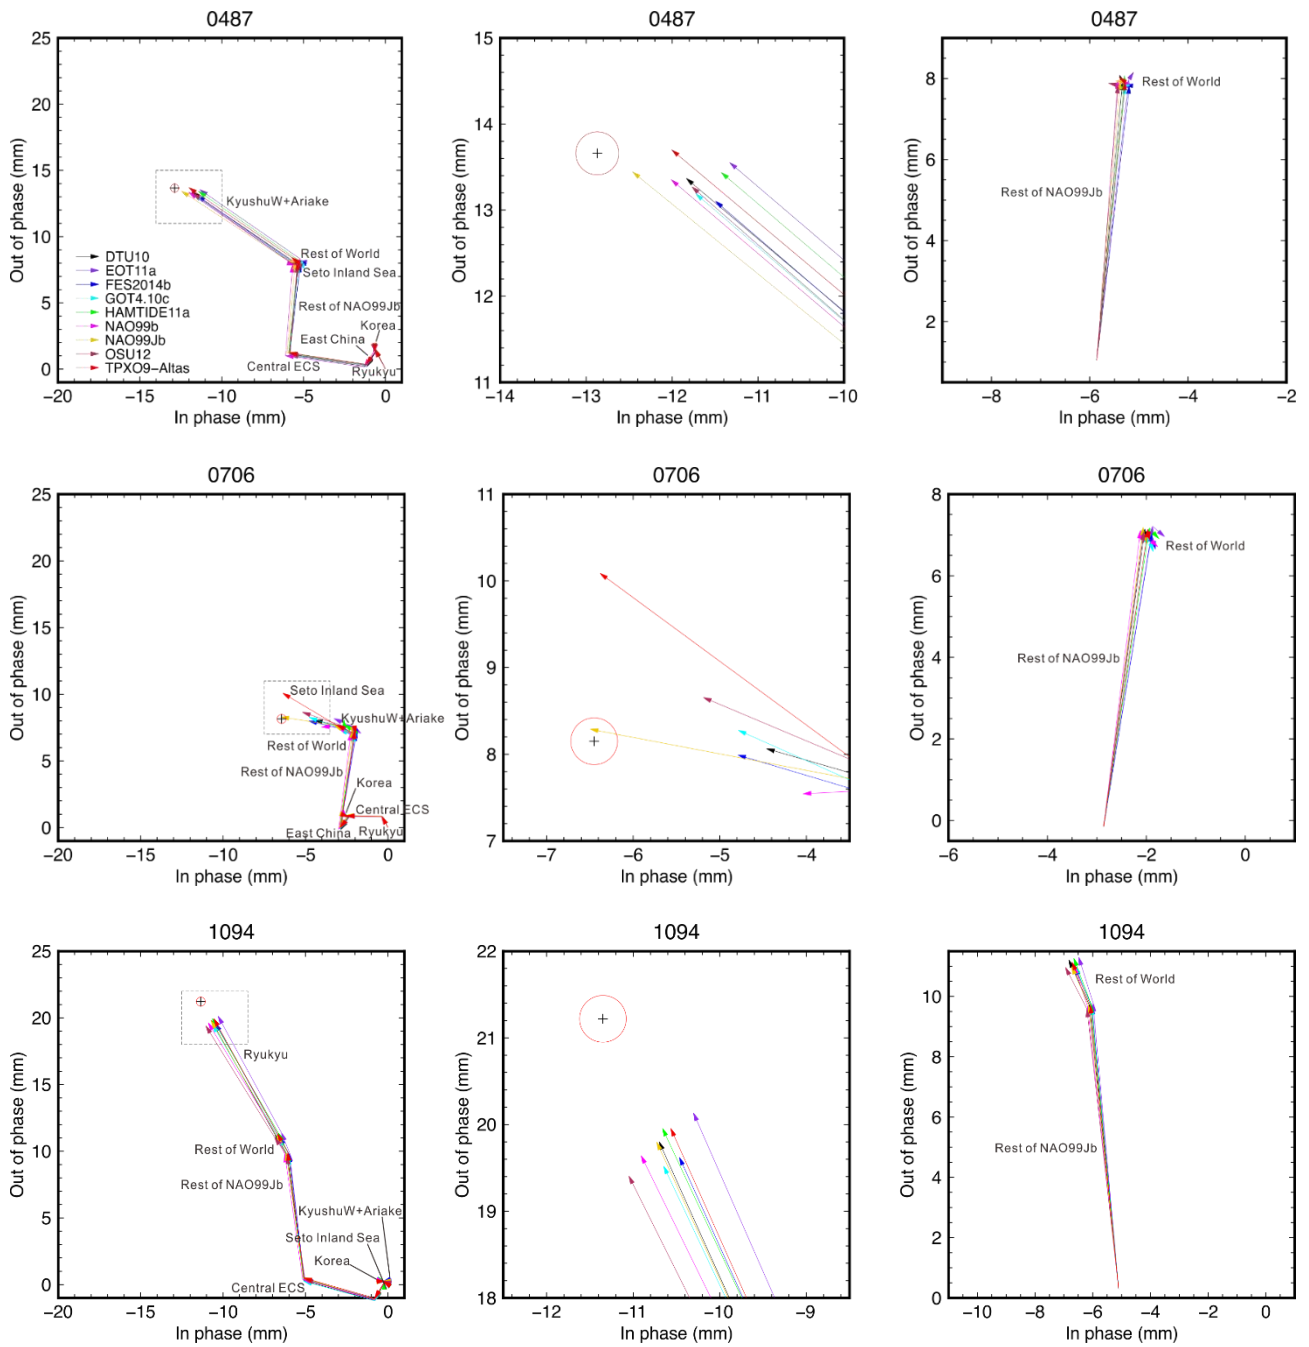 0487
25
20
15
10
5
0
Out of phase (mm)
KyushuW+Ariake
Rest of World
Seto Inland Sea
Rest of NAO99Jb
Korea
East China
Central ECS
Ryukyu
DTU10
EOT11a
FES2014b
GOT4.10c
HAMTIDE11a
NAO99b
NAO99Jb
OSU12
TPXO9-Altas
-20 -15 -10 -5 0
In phase (mm)
0487
15
14
13
12
11
Out of phase (mm)
-14 -13 -12 -11 -10
In phase (mm)
0487
8
6
4
2
Out of phase (mm)
Rest of World
Rest of NAO99Jb
-8 -6 -4 -2
In phase (mm)
0706
25
20
15
10
5
0
Out of phase (mm)
Seto Inland Sea
KyushuW+Ariake
Rest of World
Rest of NAO99Jb
Korea
Central ECS
East China
Ryukyu
-20 -15 -10 -5 0
In phase (mm)
0706
11
10
9
8
7
Out of phase (mm)
-7 -6 -5 -4
In phase (mm)
0706
8
6
4
2
0
Out of phase (mm)
Rest of World
Rest of NAO99Jb
-6 -4 -2 0
In phase (mm)
1094
25
20
15
10
5
0
Out of phase (mm)
Ryukyu
Rest of World
Rest of NAO99Jb
KyushuW+Ariake
Seto Inland Sea
Korea
Central ECS
-20 -15 -10 -5 0
In phase (mm)
1094
22
21
20
19
18
Out of phase (mm)
-12 -11 -10 -9
In phase (mm)
1094
10
8
6
4
2
0
Out of phase (mm)
Rest of World
Rest of NAO99Jb
-10 -8 -6 -4 -2 0
In phase (mm)